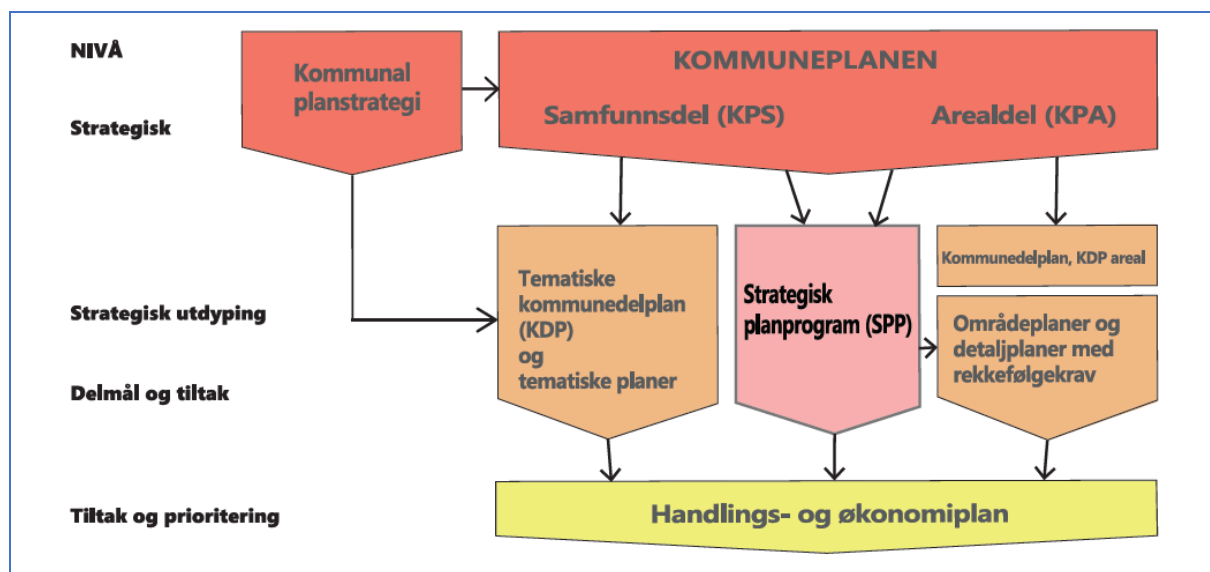 NIVÅ
Kommunal
planstrategi
KOMMUNEPLANEN
Strategisk
Samfunnsdel (KPS)
Arealdel (KPA)
Tematiske
kommunedelplan
(KDP)
og
tematiske planer
Strategisk
planprogram (SPP)
Kommunedelplan, KDP areal
Områdeplaner og
detaljplaner med
rekkefølgekrav
Strategisk utdyping
Delmål og tiltak
Tiltak og prioritering
Handlings- og økonomiplan